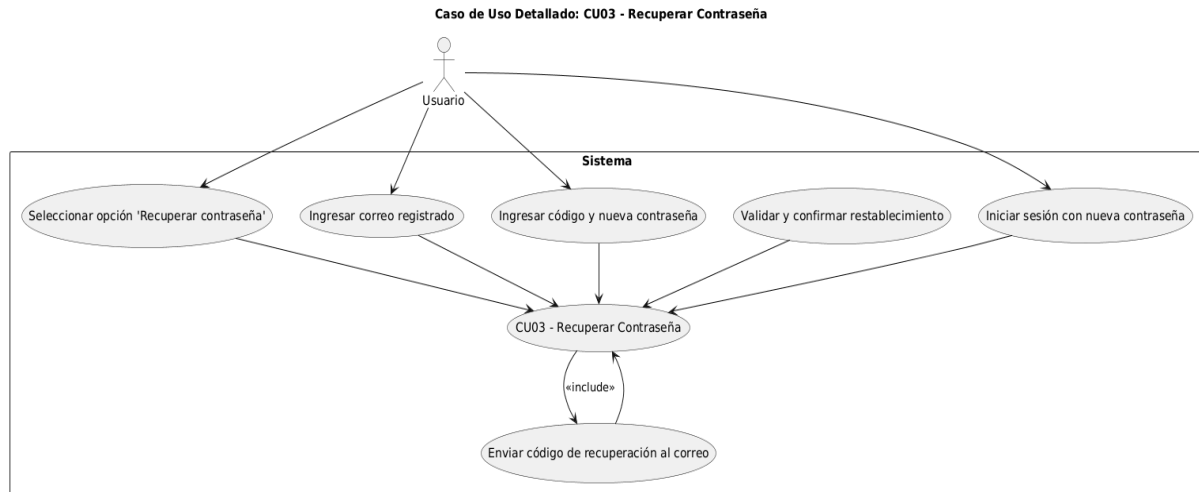 Caso de Uso Detallado: CU03 - Recuperar Contraseña
Usuario
Sistema
Seleccionar opción 'Recuperar contraseña'
Ingresar correo registrado
Ingresar código y nueva contraseña
Validar y confirmar restablecimiento
Iniciar sesión con nueva contraseña
CU03 - Recuperar Contraseña
«include»
Enviar código de recuperación al correo